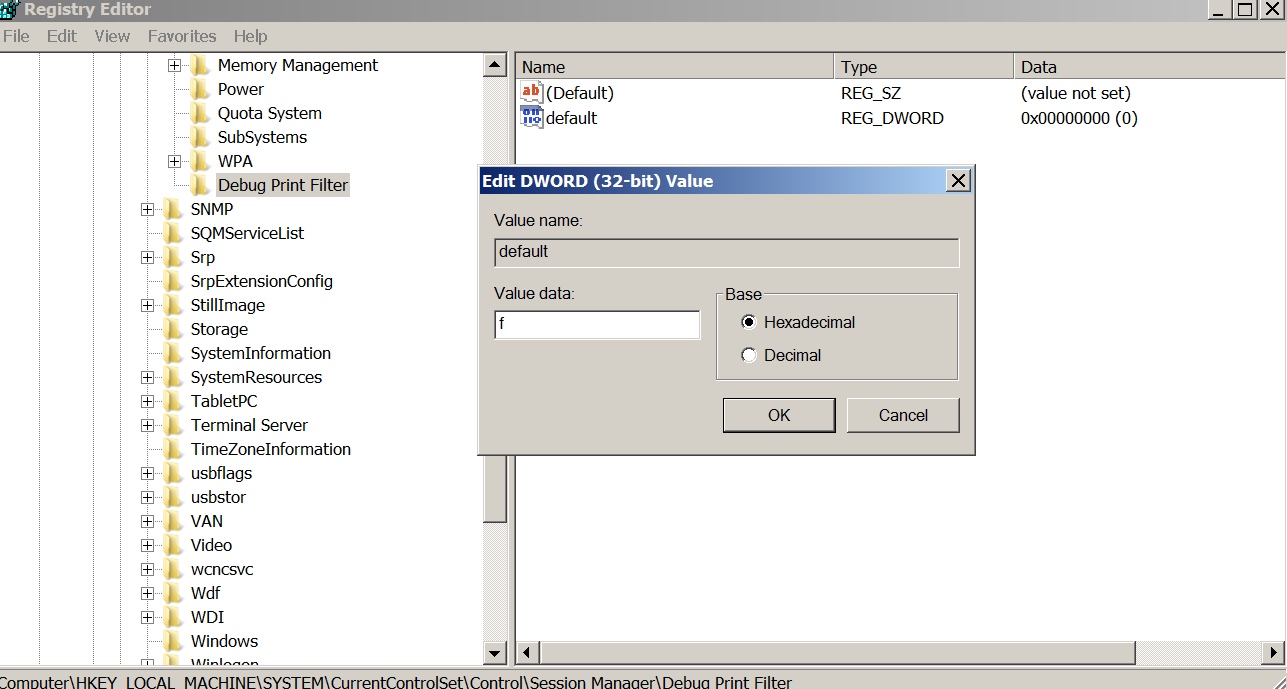 Registry Editor
File Edit View Favorites Help
Memory Management
Power
Quota System
SubSystems
WPA
Debug Print Filter
SNMP
SQMServiceList
Srp
SrpExtensionConfig
StillImage
Storage
SystemInformation
SystemResources
TabletPC
Terminal Server
TimeZoneInformation
usbflags
usbstor
VAN
Video
wcncsvc
Wdf
WDI
Windows
Winlogon
Name Type Data
ab (Default) REG_SZ (value not set)
default REG_DWORD 0x00000000 (0)
Edit DWORD (32-bit) Value
Value name:
default
Value data:
f
Base
Hexadecimal
Decimal
OK Cancel
Computer\HKEY_LOCAL_MACHINE\SYSTEM\CurrentControlSet\Control\Session Manager\Debug Print Filter